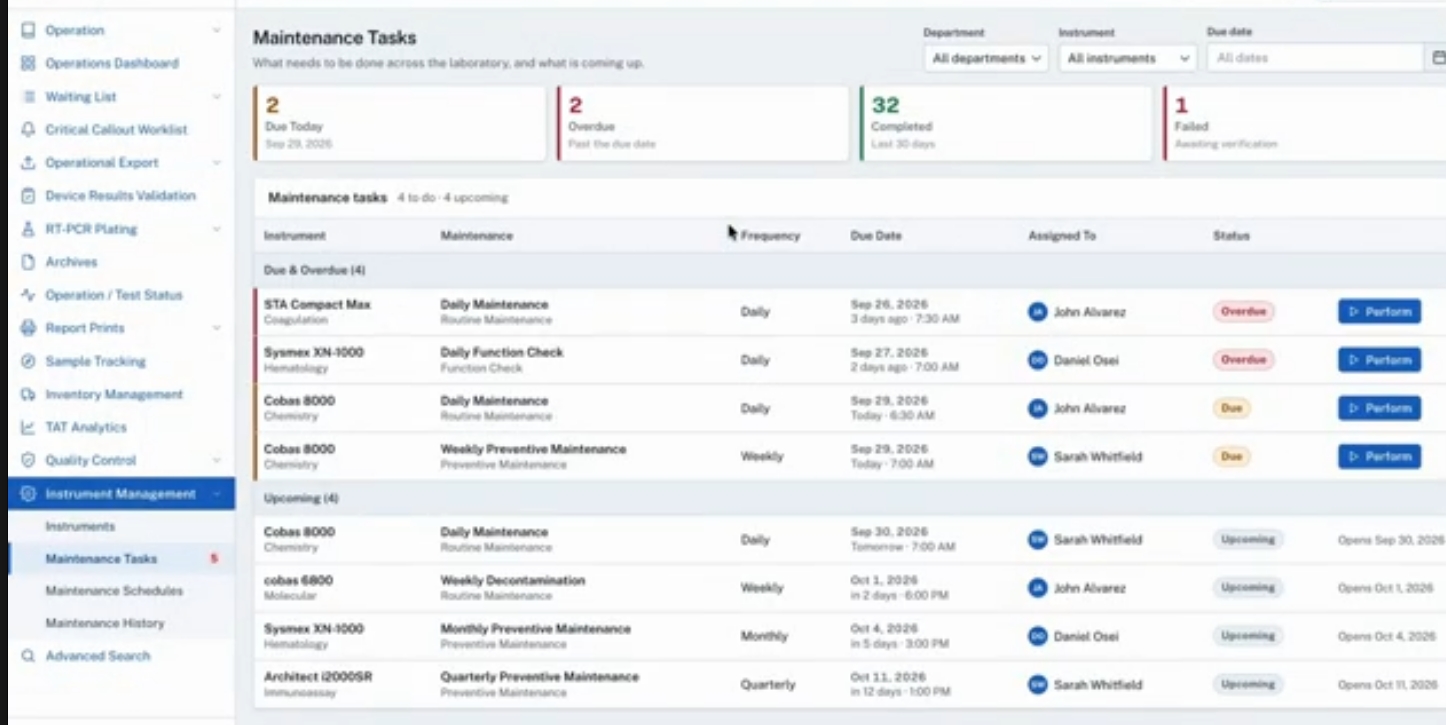 Operation
Operations Dashboard
Waiting List
Critical Callout Worklist
Operational Export
Device Results Validation
RT-PCR Plating
Archives
Operation / Test Status
Report Prints
Sample Tracking
Inventory Management
TAT Analytics
Quality Control
Instrument Management
Instruments
Maintenance Tasks 5
Maintenance Schedules
Maintenance History
Advanced Search
Maintenance Tasks
What needs to be done across the laboratory, and what is coming up.
Department Instrument Due date
All departments All instruments All dates
2 2 32 1
Due Today Overdue Completed Failed
Sep 29, 2026 Past the due date Last 30 days Awaiting verification
Maintenance tasks 4 to do · 4 upcoming
Instrument Maintenance Frequency Due Date Assigned To Status
Due & Overdue (4)
STA Compact Max Daily Maintenance Daily Sep 26, 2026 JA John Alvarez Overdue Perform
Coagulation Routine Maintenance 3 days ago · 7:30 AM
Sysmex XN-1000 Daily Function Check Daily Sep 27, 2026 DO Daniel Osei Overdue Perform
Hematology Function Check 2 days ago · 7:00 AM
Cobas 8000 Daily Maintenance Daily Sep 29, 2026 JA John Alvarez Due Perform
Chemistry Routine Maintenance Today · 6:30 AM
Cobas 8000 Weekly Preventive Maintenance Weekly Sep 29, 2026 SW Sarah Whitfield Due Perform
Chemistry Preventive Maintenance Today · 7:00 AM
Upcoming (4)
Cobas 8000 Daily Maintenance Daily Sep 30, 2026 SW Sarah Whitfield Upcoming Opens Sep 30, 2026
Chemistry Routine Maintenance Tomorrow · 7:00 AM
cobas 6800 Weekly Decontamination Weekly Oct 1, 2026 JA John Alvarez Upcoming Opens Oct 1, 2026
Molecular Routine Maintenance in 2 days · 6:00 PM
Sysmex XN-1000 Monthly Preventive Maintenance Monthly Oct 4, 2026 DO Daniel Osei Upcoming Opens Oct 4, 2026
Hematology Preventive Maintenance in 5 days · 3:00 PM
Architect i2000SR Quarterly Preventive Maintenance Quarterly Oct 11, 2026 SW Sarah Whitfield Upcoming Opens Oct 11, 2026
Immunoassay Preventive Maintenance in 12 days · 1:00 PM